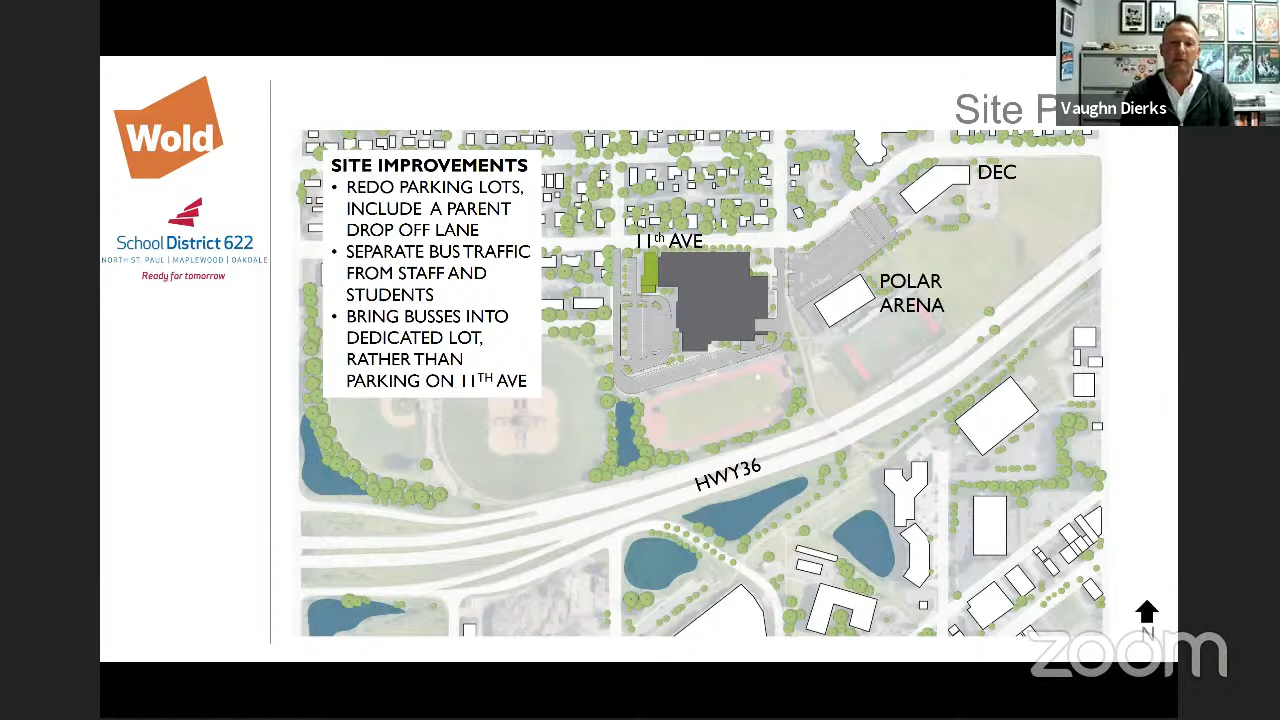 Wold
School District 622
NORTH ST. PAUL | MAPLEWOOD | OAKDALE
Ready for tomorrow
Site P
Vaughn Dierks
SITE IMPROVEMENTS
• REDO PARKING LOTS,
INCLUDE A PARENT
DROP OFF LANE
• SEPARATE BUS TRAFFIC
FROM STAFF AND
STUDENTS
• BRING BUSSES INTO
DEDICATED LOT,
RATHER THAN
PARKING ON 11TH AVE
11th AVE
DEC
POLAR
ARENA
HWY36
N
zoom